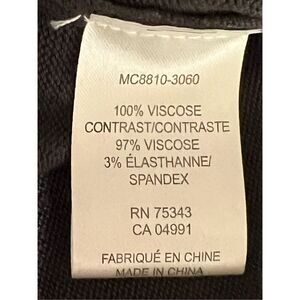 MC8810-3060
100% VISCOSE
CONTRAST/CONTRASTE
97% VISCOSE
3% ÉLASTHANNE/
SPANDEX
RN 75343
CA 04991
FABRIQUÉ EN CHINE
MADE IN CHINA